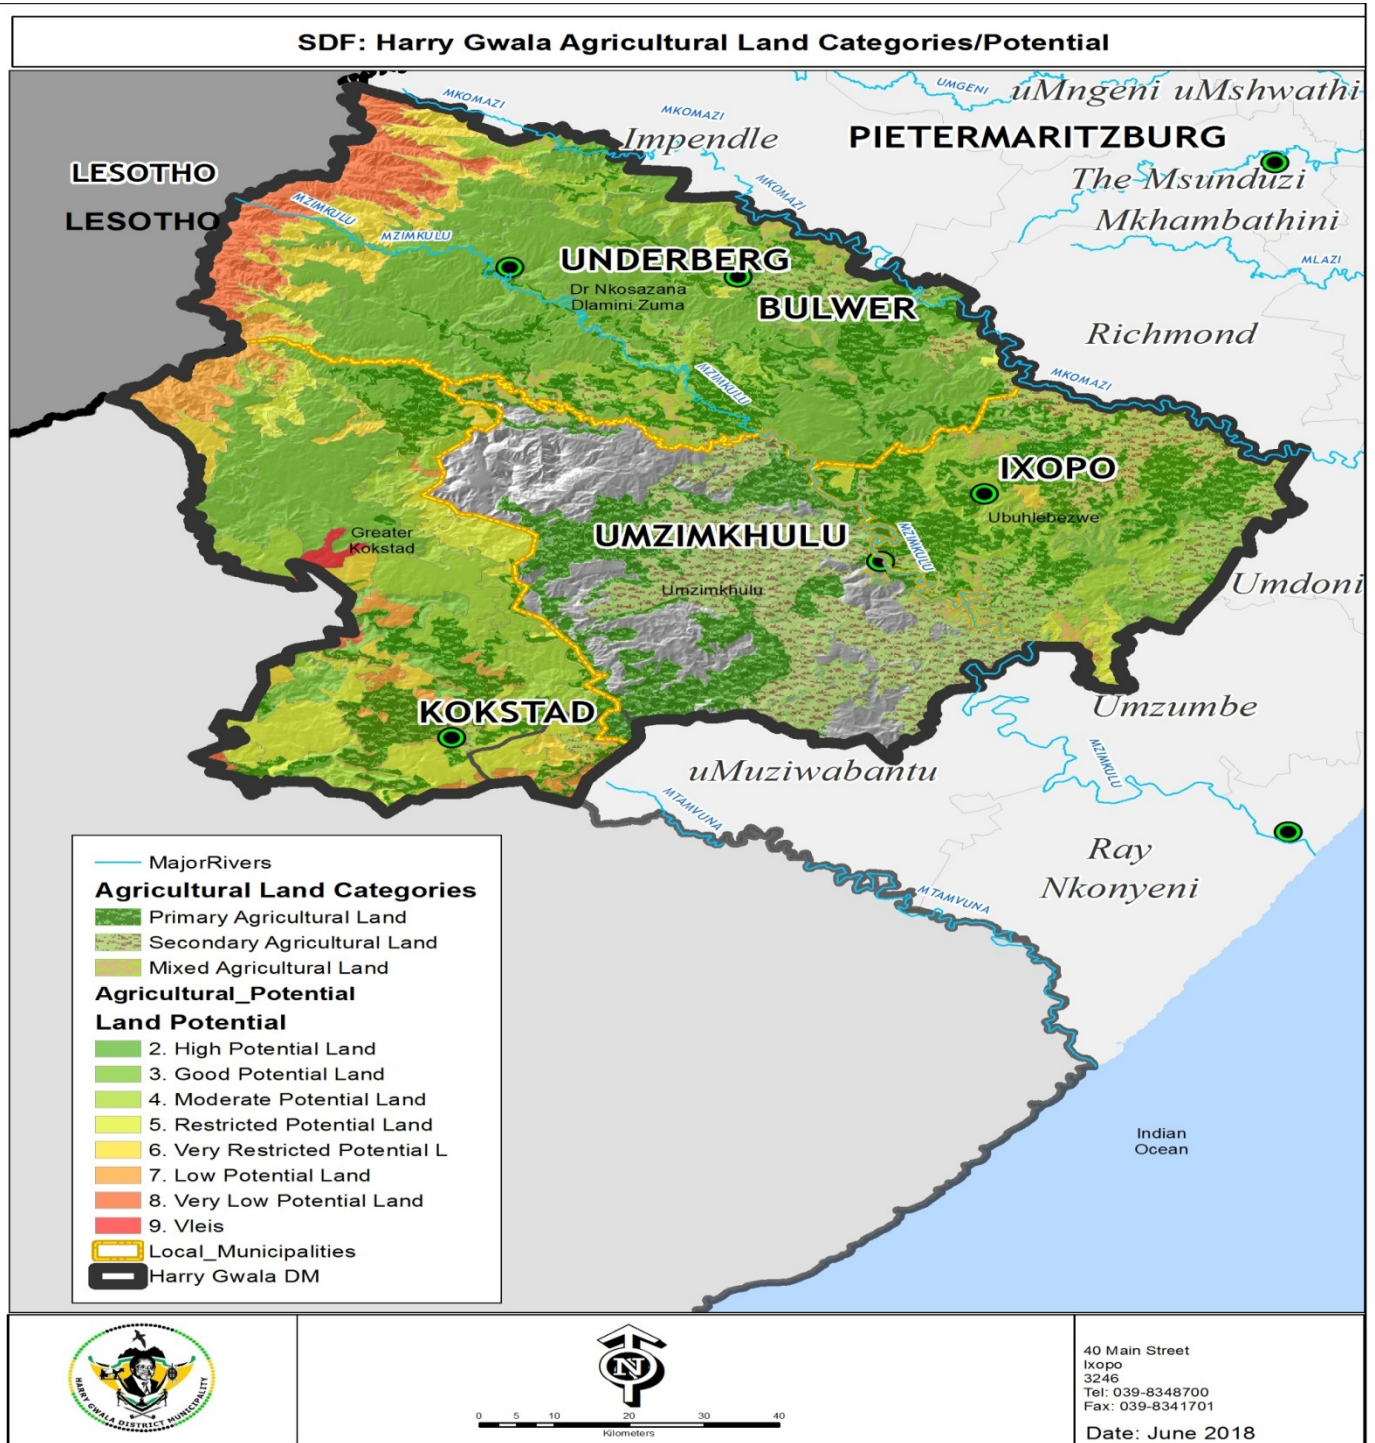 SDF: Harry Gwala Agricultural Land Categories/Potential
UMGENI
uMngeni uMshwathi
MKOMAZI
MKOMAZI
Impendle
PIETERMARITZBURG
LESOTHO
The Msunduzi
MKOMAZI
MZIMKULU
LESOTHO
Mkhambathini
MZIMKULU
UNDERBERG
MLAZI
Dr Nkosazana
Dlamini Zuma
BULWER
Richmond
MZIMKULU
MKOMAZI
IXOPO
Ubuhlebezwe
Greater
Kokstad
UMZIMKHULU
MZIMKULU
Umzimkhulu
Umdoni
KOKSTAD
Umzumbe
MZIMKULU
uMuziwabantu
MTAMVUNA
Ray
Nkonyeni
MTAMVUNA
Indian
Ocean
MajorRivers
Agricultural Land Categories
Primary Agricultural Land
Secondary Agricultural Land
Mixed Agricultural Land
Agricultural_Potential
Land Potential
2. High Potential Land
3. Good Potential Land
4. Moderate Potential Land
5. Restricted Potential Land
6. Very Restricted Potential L
7. Low Potential Land
8. Very Low Potential Land
9. Vleis
Local_Municipalities
Harry Gwala DM
HARRY GWALA DISTRICT MUNICIPALITY
N
0 5 10 20 30 40
Kilometers
40 Main Street
Ixopo
3246
Tel: 039-8348700
Fax: 039-8341701
Date: June 2018